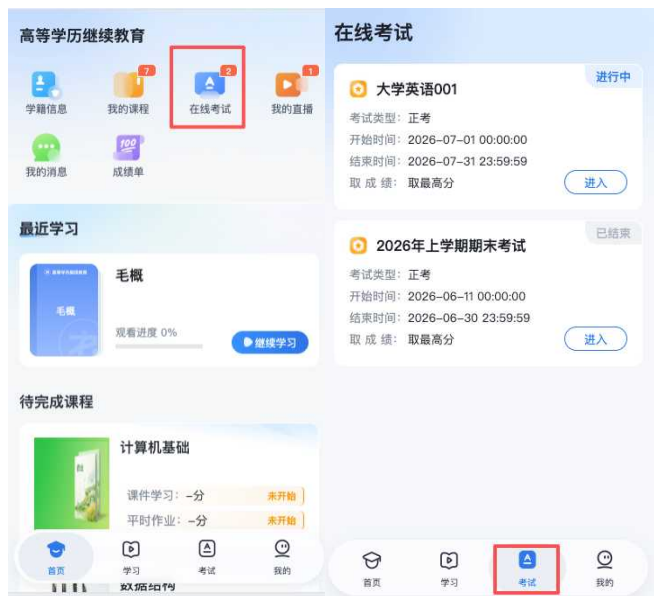 高等学历继续教育
7
2
1
学籍信息
我的课程
在线考试
我的直播
100
我的消息
成绩单
最近学习
毛概
毛概
观看进度 0%
继续学习
待完成课程
计算机基础
课件学习: -分
未开始
平时作业: -分
未开始
首页
学习
考试
我的
数据结构
在线考试
进行中
大学英语001
考试类型: 正考
开始时间: 2026-07-01 00:00:00
结束时间: 2026-07-31 23:59:59
取 成 绩: 取最高分
进入
已结束
2026年上学期期末考试
考试类型: 正考
开始时间: 2026-06-11 00:00:00
结束时间: 2026-06-30 23:59:59
取 成 绩: 取最高分
进入
首页
学习
考试
我的